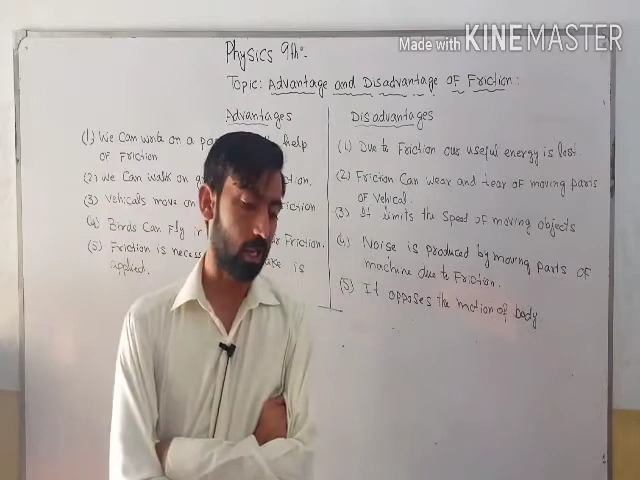 Physics 9th:-
Made with KINEMASTER
Topic: Advantage and Disadvantage of Friction:
Advantages
(1) We Can write on a help
of Friction
(2) We Can walk on
(3) Vehicals move on Friction
(4) Birds Can Fly in Friction.
(5) Friction is is
applied.
Disadvantages
(1) Due to Friction our useful energy is lost.
(2) Friction Can wear and tear of moving parts
of Vehical.
(3) It limits the Speed of moving objects
(4) Noise is produced by moving parts of
machine due to Friction.
(5) It opposes the motion of body.